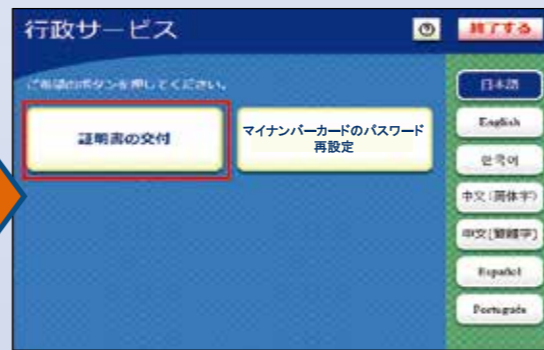 行政サービス
終了する
ご希望のボタンを押してください。
証明書の交付
マイナンバーカードのパスワード
再設定
日本語
English
한국어
中文(简体字)
中文(繁體字)
Español
Português